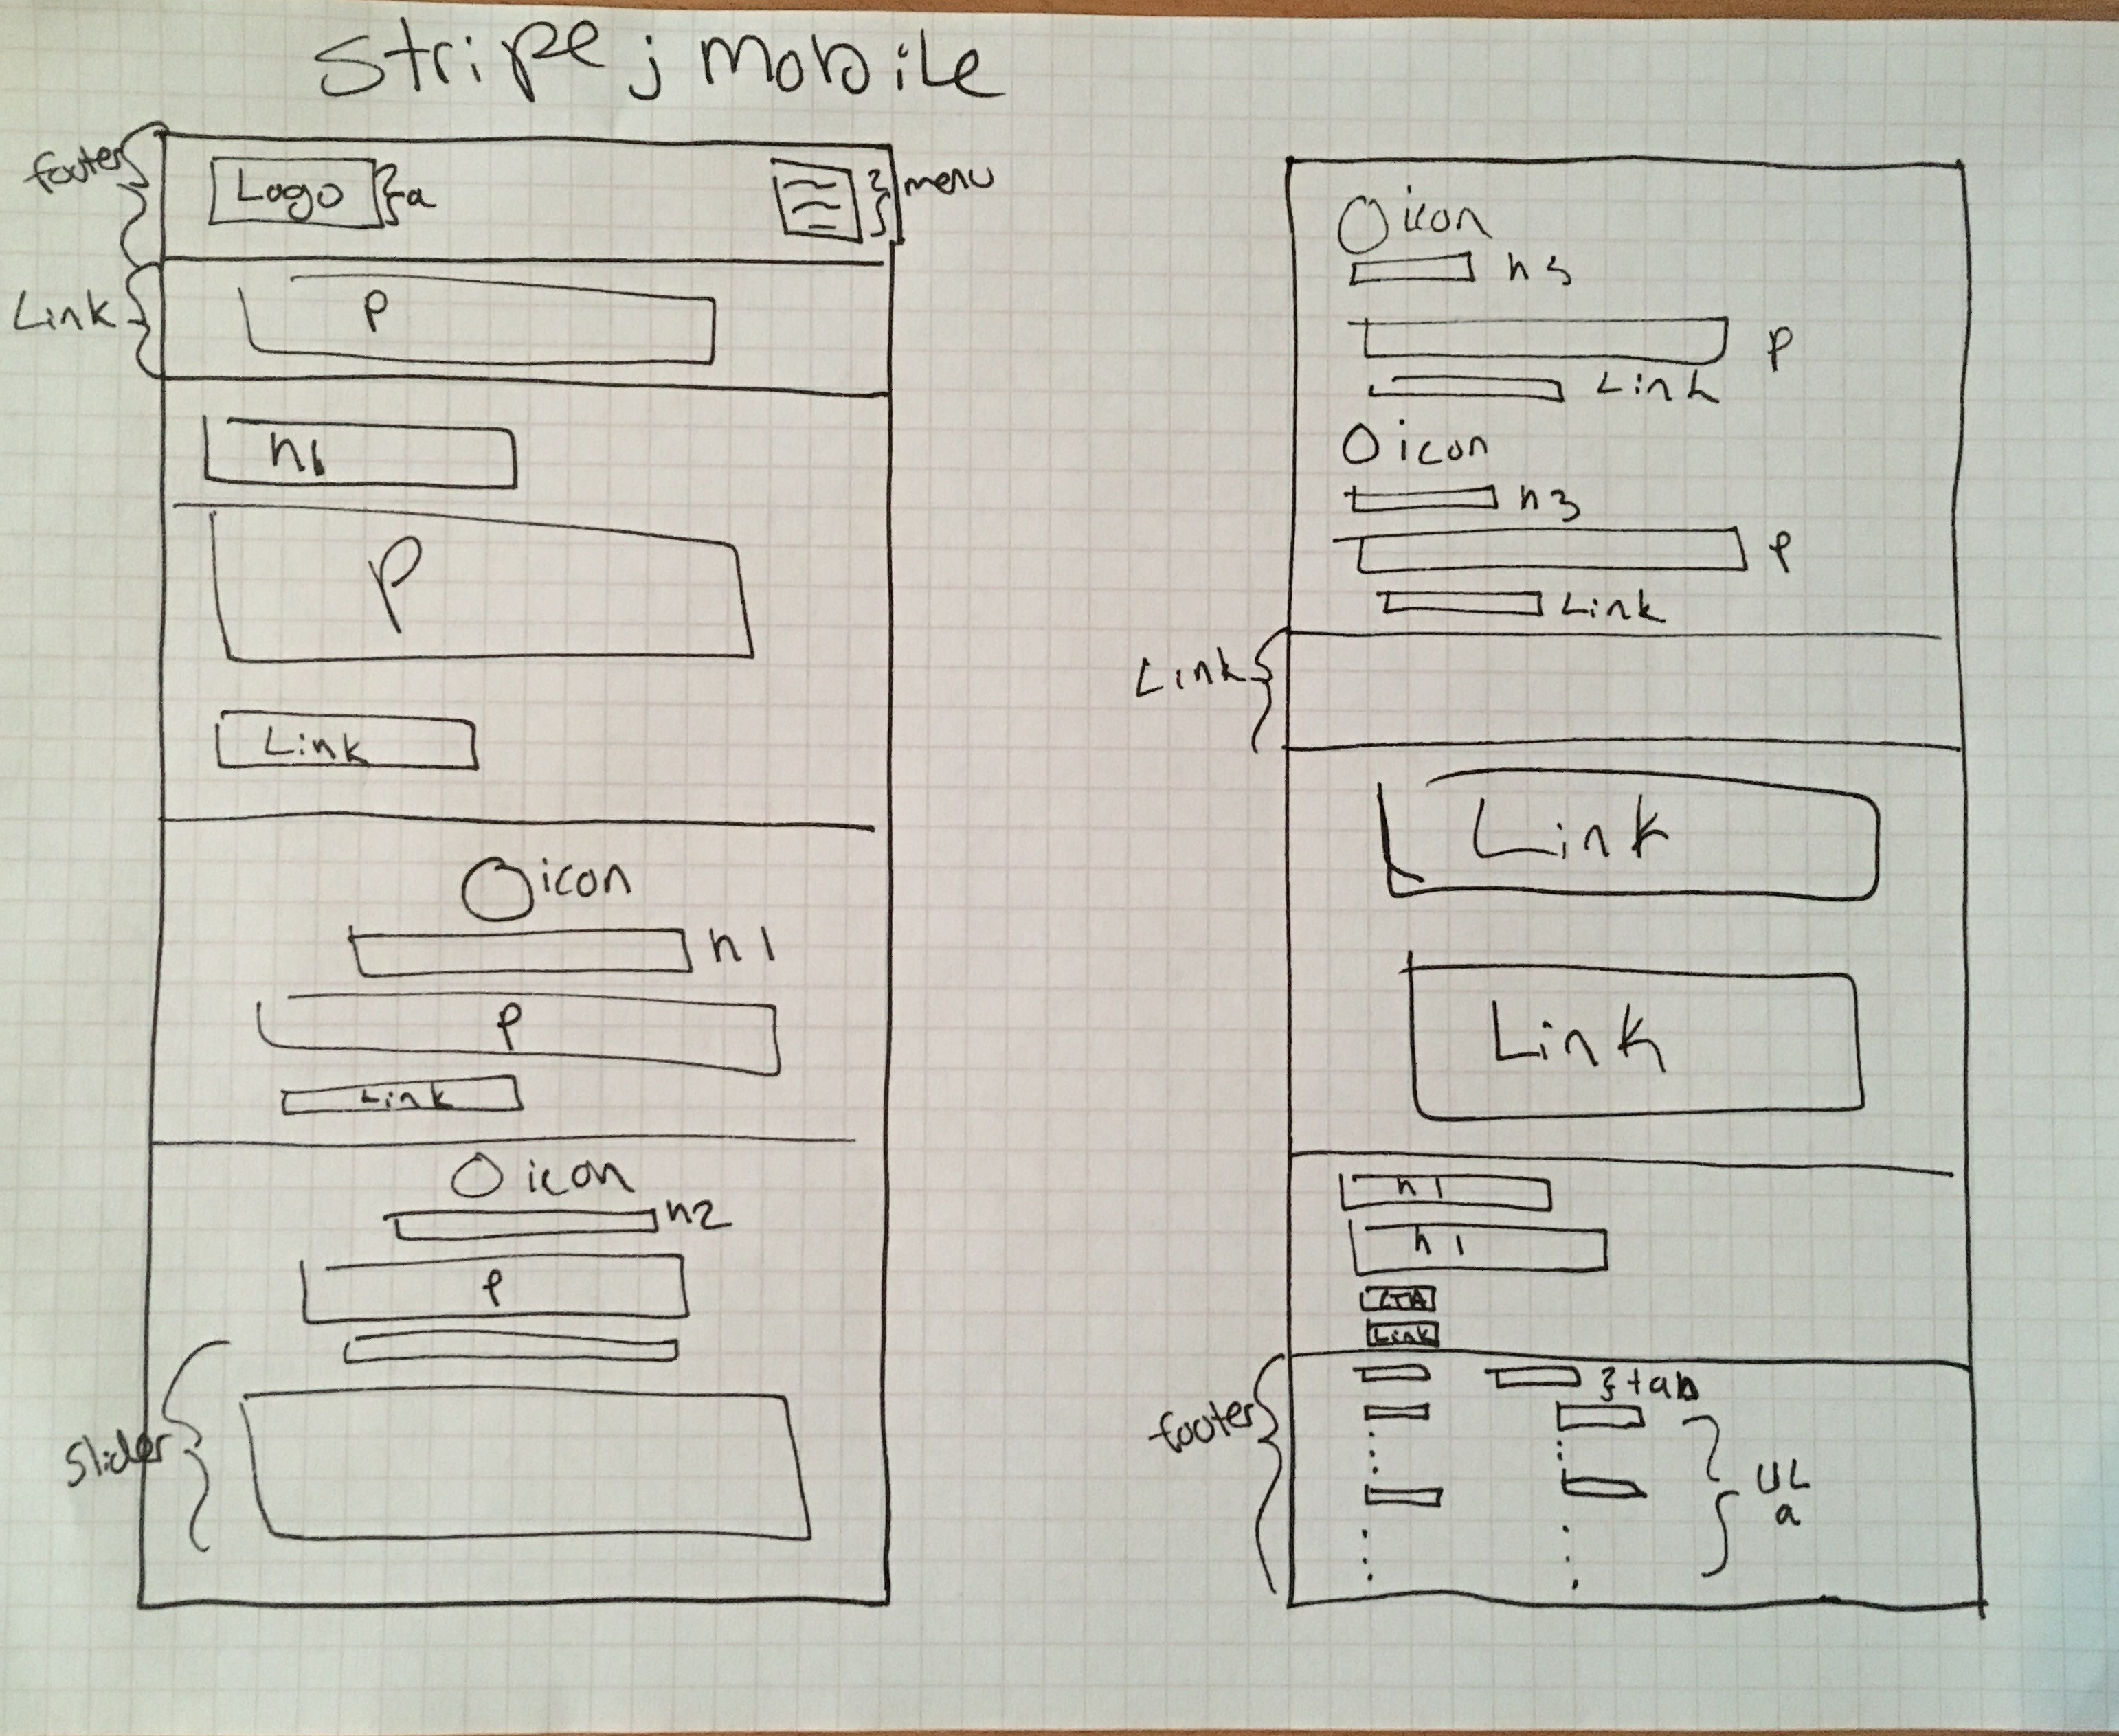 Stripe j mobile
footer
Logo
a
menu
Link
P
h1
P
Link
icon
h1
P
Link
icon
h2
P
Slider
icon
h3
P
Link
icon
h3
P
Link
Link
Link
Link
h1
h1
CTA
Link
footer
tab
UL
a